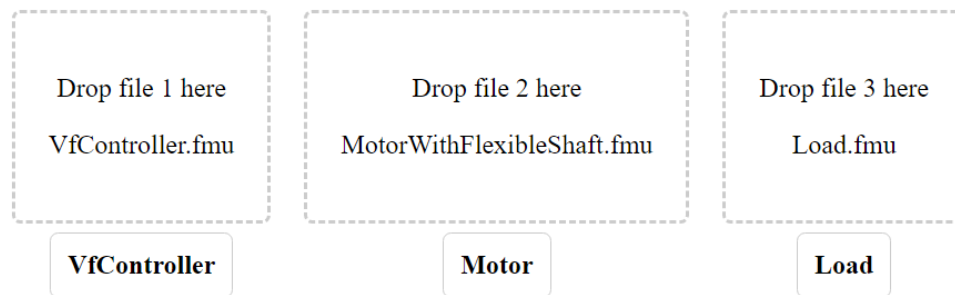 Drop file 1 here
VfController.fmu
VfController
Drop file 2 here
MotorWithFlexibleShaft.fmu
Motor
Drop file 3 here
Load.fmu
Load